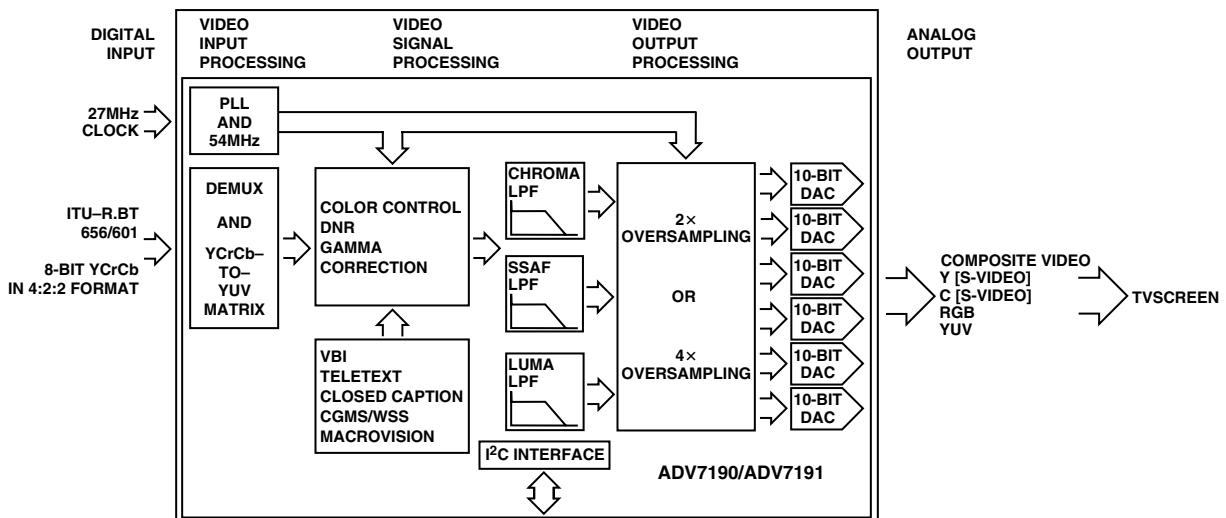 DIGITAL
INPUT
VIDEO
INPUT
PROCESSING
VIDEO
SIGNAL
PROCESSING
VIDEO
OUTPUT
PROCESSING
ANALOG
OUTPUT
27MHz
CLOCK
PLL
AND
54MHz
ITU–R.BT
656/601
8-BIT YCrCb
IN 4:2:2 FORMAT
DEMUX
AND
YCrCb–
TO–
YUV
MATRIX
COLOR CONTROL
DNR
GAMMA
CORRECTION
VBI
TELETEXT
CLOSED CAPTION
CGMS/WSS
MACROVISION
CHROMA
LPF
SSAF
LPF
LUMA
LPF
I²C INTERFACE
2×
OVERSAMPLING
OR
4×
OVERSAMPLING
10-BIT
DAC
10-BIT
DAC
10-BIT
DAC
10-BIT
DAC
10-BIT
DAC
10-BIT
DAC
ADV7190/ADV7191
COMPOSITE VIDEO
Y [S-VIDEO]
C [S-VIDEO]
RGB
YUV
TVSCREEN